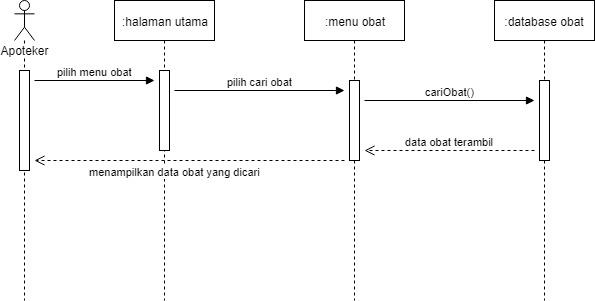 :halaman utama
:menu obat
:database obat
Apoteker
pilih menu obat
pilih cari obat
cariObat()
data obat terambil
menampilkan data obat yang dicari